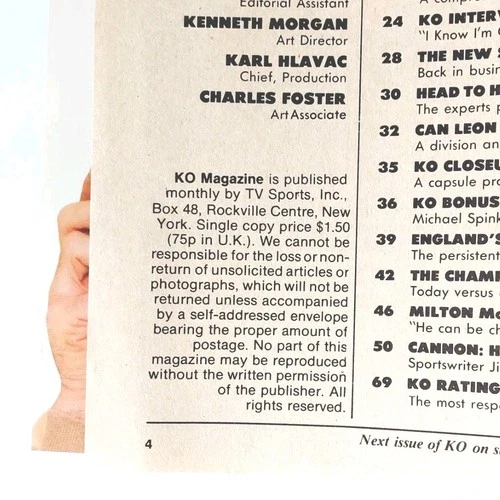 Editorial Assistant
KENNETH MORGAN
Art Director
KARL HLAVAC
Chief, Production
CHARLES FOSTER
Art Associate
KO Magazine is published
monthly by TV Sports, Inc.,
Box 48, Rockville Centre, New
York. Single copy price $1.50
(75p in U.K.). We cannot be
responsible for the loss or non-
return of unsolicited articles or
photographs, which will not be
returned unless accompanied
by a self-addressed envelope
bearing the proper amount of
postage. No part of this
magazine may be reproduced
without the written permission
of the publisher. All
rights reserved.
4
24 KO INTERV
"I Know I'm
28 THE NEW
Back in busin
30 HEAD TO H
The experts
32 CAN LEON
A division an
35 KO CLOSEU
A capsule pro
36 KO BONUS
Michael Spink
39 ENGLAND'S
The persistent
42 THE CHAMP
Today versus
46 MILTON Mc
"He can be ch
50 CANNON: H
Sportswriter Ji
69 KO RATING
The most resp
Next issue of KO on s